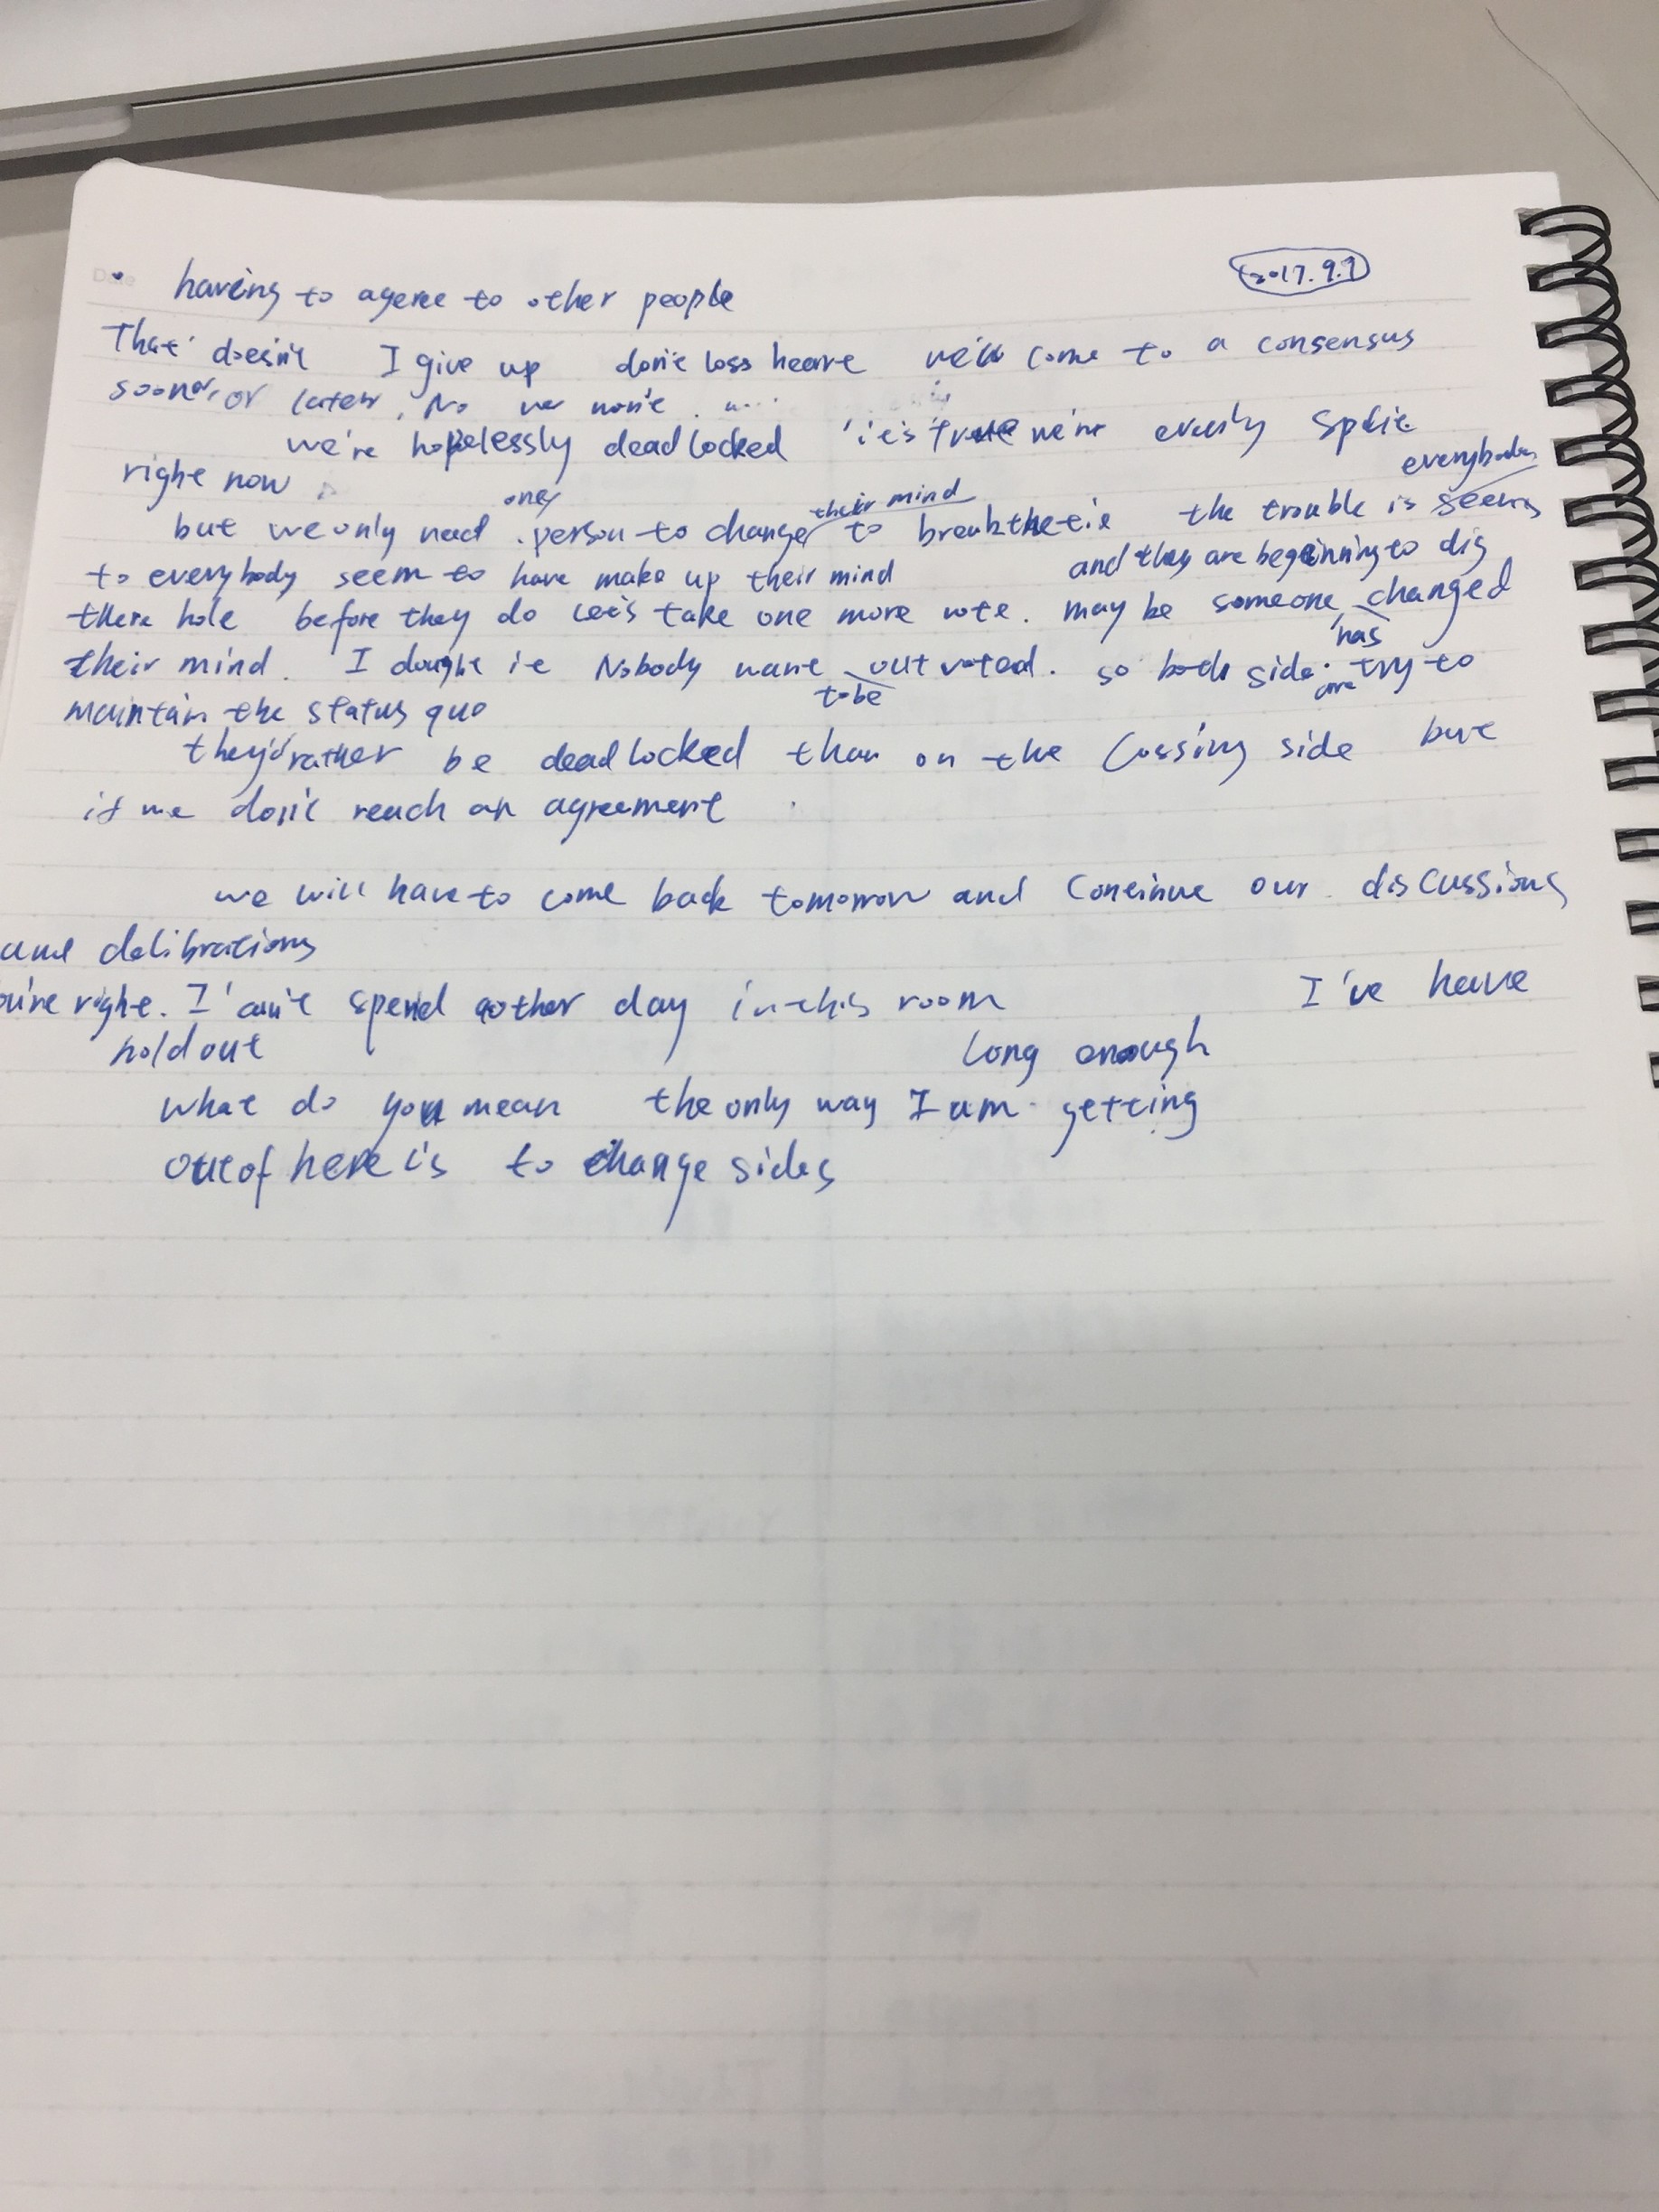 2017.9.7
having to agree to other people
That' doesn't I give up don't loss heart we'll come to a consensus
sooner or later. No we won't.
we're hopelessly deadlocked it's true we're evenly split
right now
everybody
one their mind
but we only need person to change to break the tie the trouble is seems
to everybody seem to have make up their mind and they are beginning to dig
there hole before they do let's take one more vote. may be someone changed
has
their mind. I dought it Nobody want out voted. so both side try to
to be are
maintain the status quo
they'd rather be deadlocked than on the lossing side but
if we don't reach an agreement
we will have to come back tomorrow and continue our discussions
and delibrations
ou're right. I can't spend aother day in this room I've have
hold out long enough
what do you mean the only way I am getting
out of here is to change sides